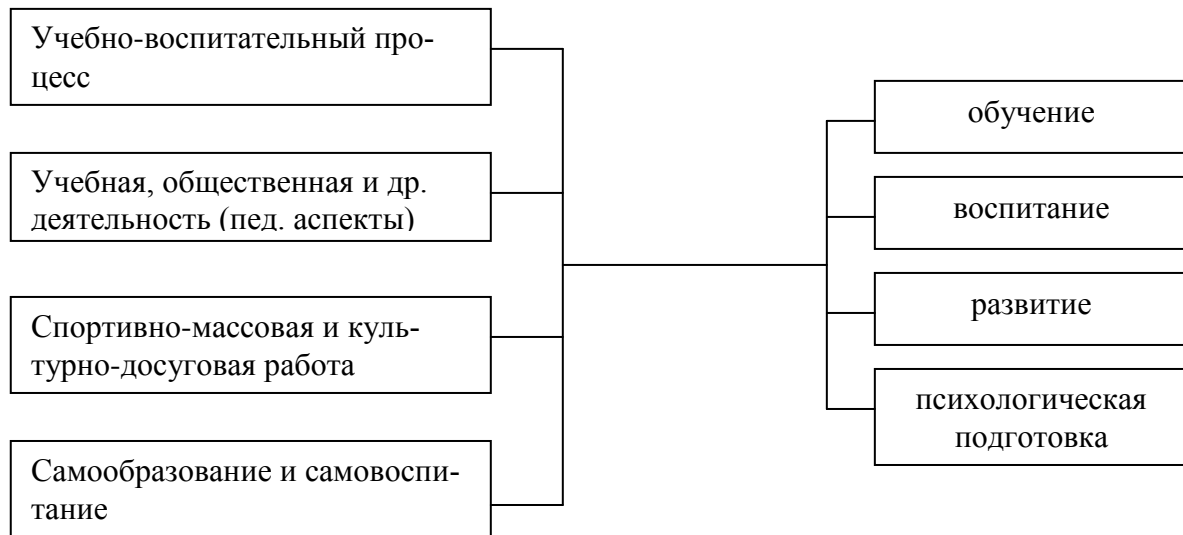 Учебно-воспитательный про-
цесс
Учебная, общественная и др.
деятельность (пед. аспекты)
Спортивно-массовая и куль-
турно-досуговая работа
Самообразование и самовоспи-
тание
обучение
воспитание
развитие
психологическая
подготовка